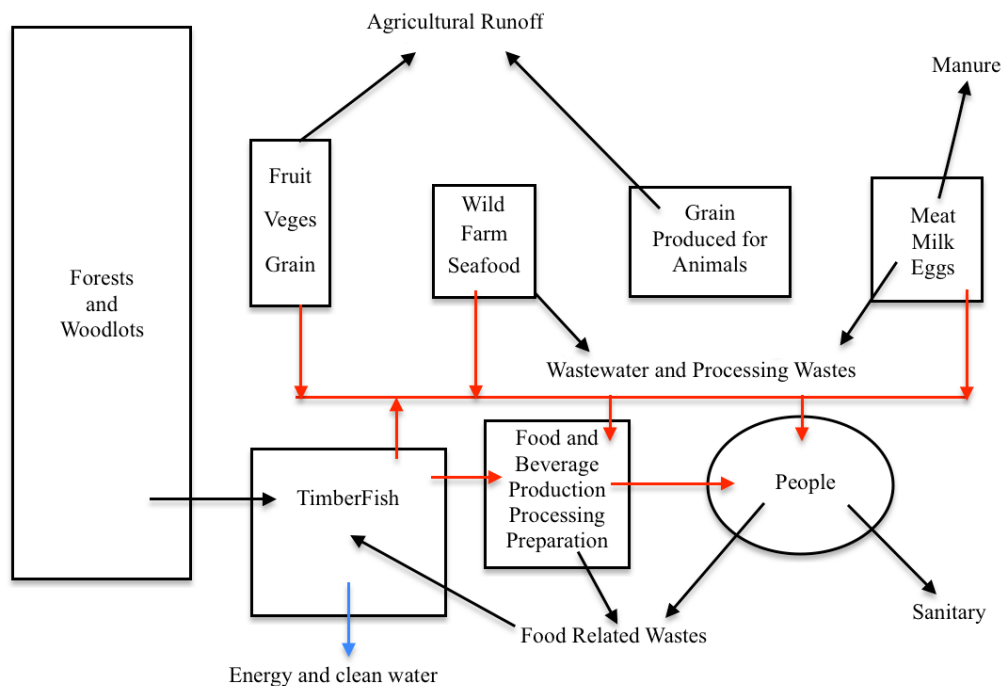 Agricultural Runoff
Manure
Fruit
Veges
Grain
Wild
Farm
Seafood
Grain
Produced for
Animals
Meat
Milk
Eggs
Forests
and
Woodlots
Wastewater and Processing Wastes
TimberFish
Food and
Beverage
Production
Processing
Preparation
People
Food Related Wastes
Sanitary
Energy and clean water